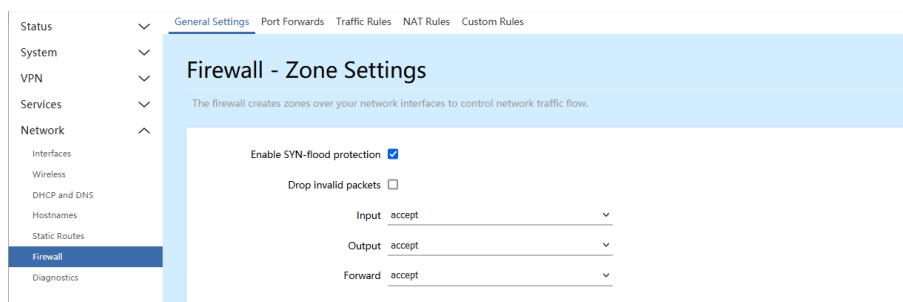 Status
System
VPN
Services
Network
Interfaces
Wireless
DHCP and DNS
Hostnames
Static Routes
Firewall
Diagnostics
General Settings Port Forwards Traffic Rules NAT Rules Custom Rules
Firewall - Zone Settings
The firewall creates zones over your network interfaces to control network traffic flow.
Enable SYN-flood protection
Drop invalid packets
Input accept
Output accept
Forward accept